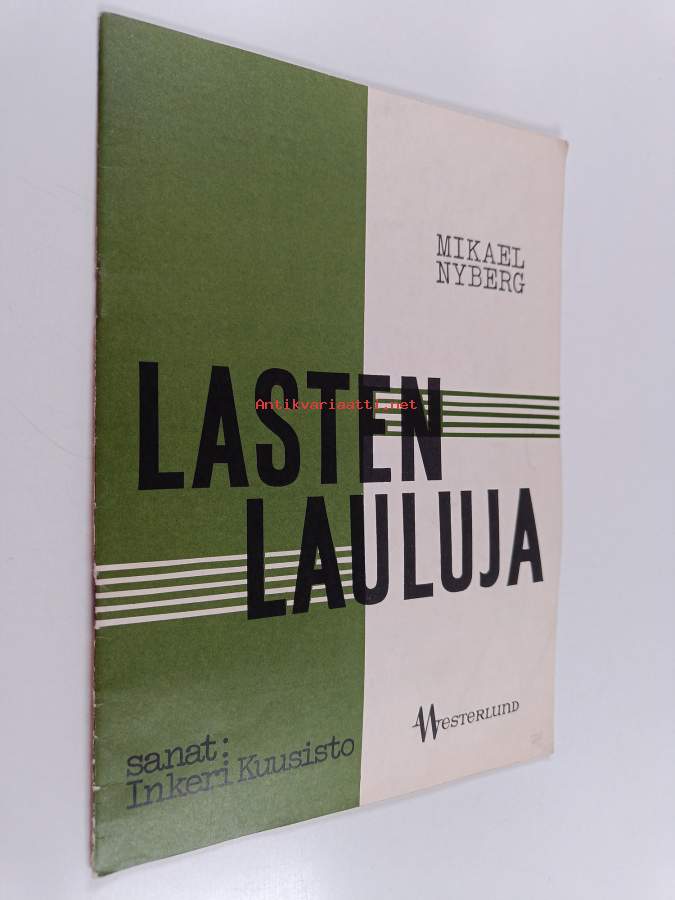 MIKAEL
NYBERG
LASTEN
Antikvariaatti.net
LAULUJA
WESTERLUND
sanat:
Inkeri Kuusisto